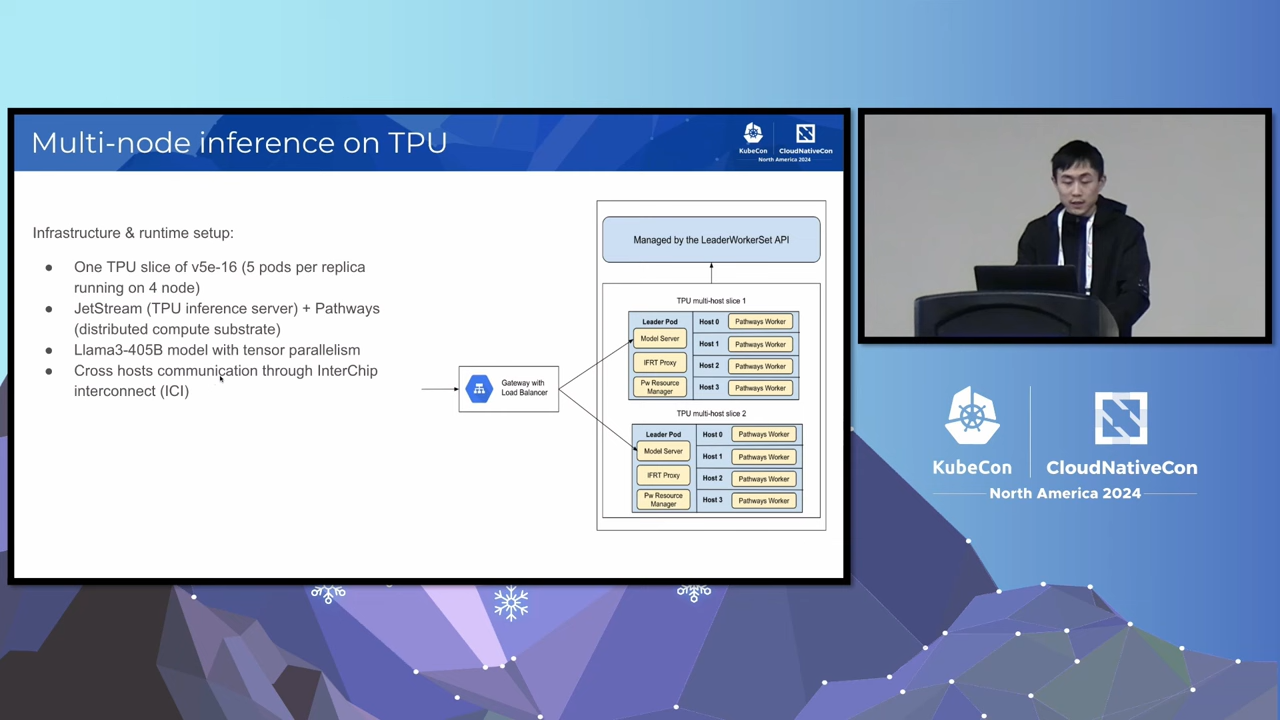 Multi-node inference on TPU
KubeCon
CloudNativeCon
North America 2024
Infrastructure & runtime setup:
● One TPU slice of v5e-16 (5 pods per replica
running on 4 node)
● JetStream (TPU inference server) + Pathways
(distributed compute substrate)
● Llama3-405B model with tensor parallelism
● Cross hosts communication through InterChip
interconnect (ICI)
Gateway with
Load Balancer
Managed by the LeaderWorkerSet API
TPU multi-host slice 1
Leader Pod
Model Server
IFRT Proxy
Pw Resource
Manager
Host 0 Pathways Worker
Host 1 Pathways Worker
Host 2 Pathways Worker
Host 3 Pathways Worker
TPU multi-host slice 2
Leader Pod
Model Server
IFRT Proxy
Pw Resource
Manager
Host 0 Pathways Worker
Host 1 Pathways Worker
Host 2 Pathways Worker
Host 3 Pathways Worker
KubeCon
CloudNativeCon
North America 2024